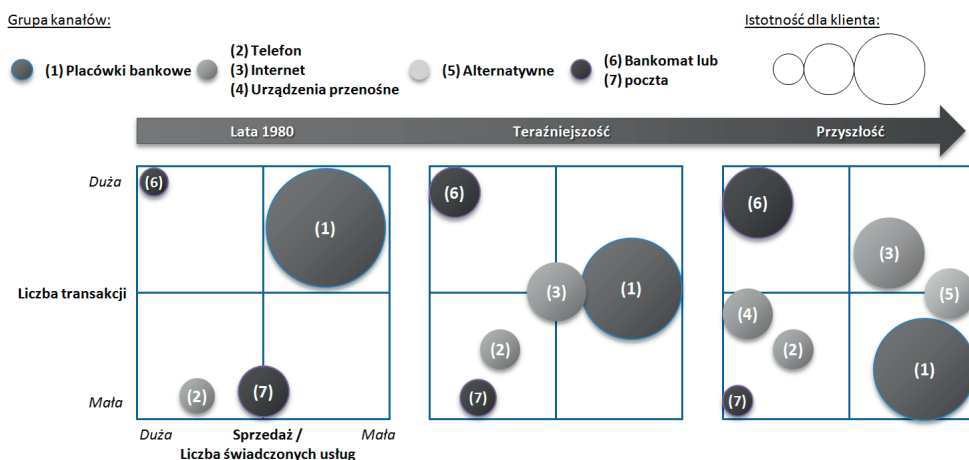 Grupa kanałów:
Istotność dla klienta:
(1) Placówki bankowe
(2) Telefon
(3) Internet
(4) Urządzenia przenośne
(5) Alternatywne
(6) Bankomat lub
(7) poczta
Lata 1980
Teraźniejszość
Przyszłość
Duża
Liczba transakcji
Mała
(6)
(1)
(2)
(7)
Duża
Sprzedaż /
Liczba świadczonych usług
Mała
(6)
(3)
(1)
(2)
(7)
(6)
(3)
(5)
(4)
(2)
(1)
(7)